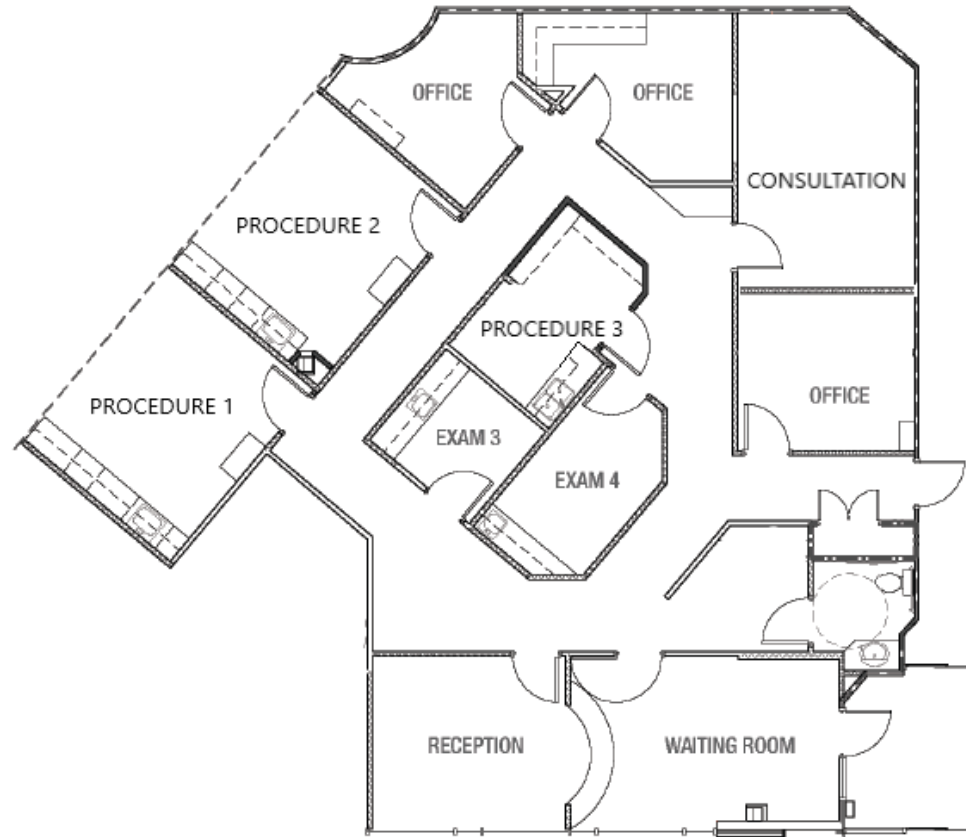 OFFICE
OFFICE
CONSULTATION
PROCEDURE 2
PROCEDURE 3
PROCEDURE 1
OFFICE
EXAM 3
EXAM 4
RECEPTION
WAITING ROOM